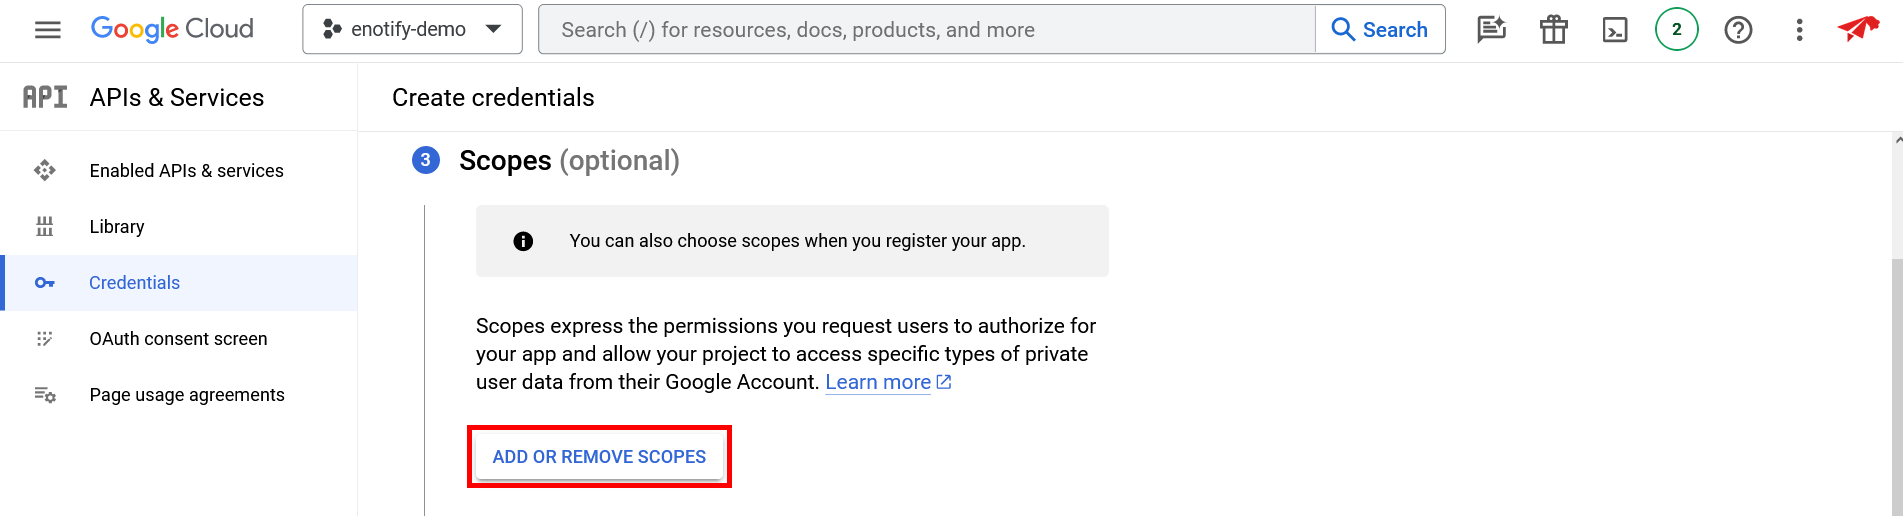 Google Cloud
enotify-demo
Search (/) for resources, docs, products, and more
Search
2
API
APIs & Services
Create credentials
Enabled APIs & services
Library
Credentials
OAuth consent screen
Page usage agreements
3 Scopes (optional)
You can also choose scopes when you register your app.
Scopes express the permissions you request users to authorize for
your app and allow your project to access specific types of private
user data from their Google Account. Learn more
ADD OR REMOVE SCOPES